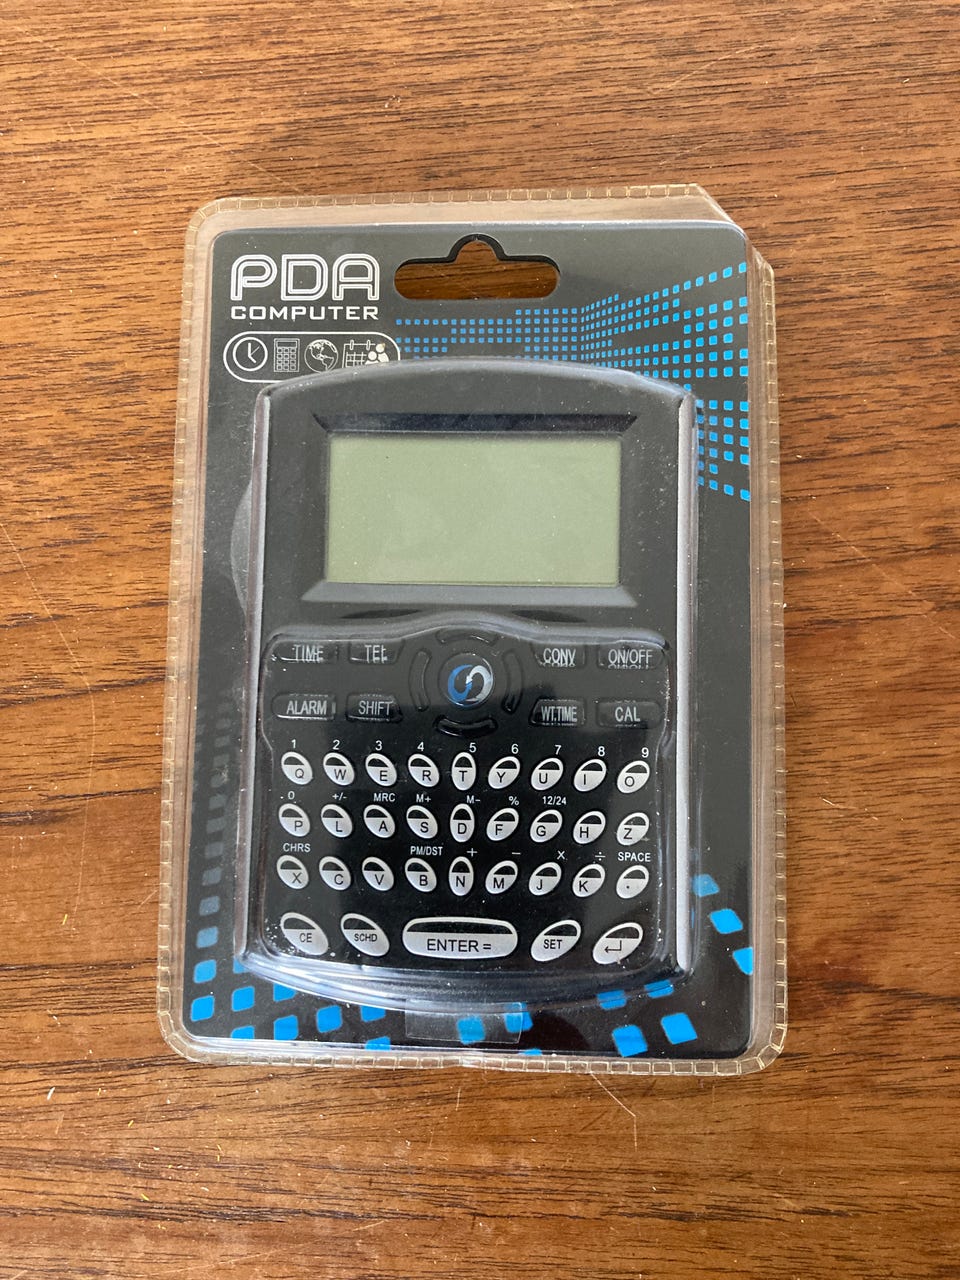 PDA
COMPUTER
TIME TEL CONV ON/OFF
ALARM SHIFT WT.TIME CAL
1 2 3 4 5 6 7 8 9
Q W E R T Y U I O
0 +/- MRC M+ M- % 12/24
P L A S D F G H Z
CHRS PM/DST + - X ÷ SPACE
X C V B N M J K .
CE SCHD ENTER = SET